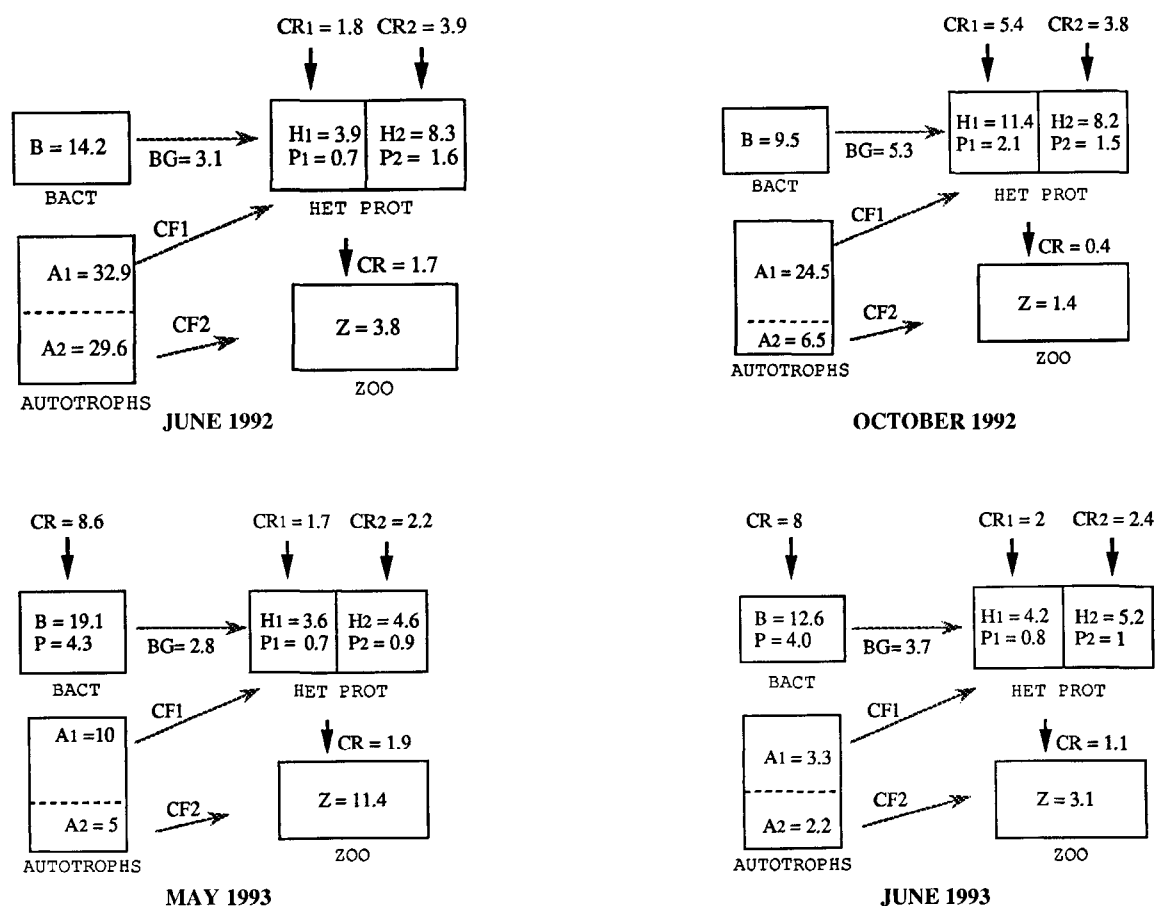 CR1 = 1.8 CR2 = 3.9
B = 14.2
BG= 3.1
H1 = 3.9 H2 = 8.3
P1 = 0.7 P2 = 1.6
BACT
HET PROT
CF1
A1 = 32.9
CR = 1.7
CF2
A2 = 29.6
Z = 3.8
AUTOTROPHS
ZOO
JUNE 1992
CR1 = 5.4 CR2 = 3.8
B = 9.5
BG= 5.3
H1 = 11.4 H2 = 8.2
P1 = 2.1 P2 = 1.5
BACT
HET PROT
CF1
A1 = 24.5
CR = 0.4
CF2
A2 = 6.5
Z = 1.4
AUTOTROPHS
ZOO
OCTOBER 1992
CR = 8.6 CR1 = 1.7 CR2 = 2.2
B = 19.1
P = 4.3
BG= 2.8
H1 = 3.6 H2 = 4.6
P1 = 0.7 P2 = 0.9
BACT
HET PROT
CF1
A1 =10
CR = 1.9
CF2
A2 = 5
Z = 11.4
AUTOTROPHS
ZOO
MAY 1993
CR = 8 CR1 = 2 CR2 = 2.4
B = 12.6
P = 4.0
BG= 3.7
H1 = 4.2 H2 = 5.2
P1 = 0.8 P2 = 1
BACT
HET PROT
CF1
A1 = 3.3
CR = 1.1
CF2
A2 = 2.2
Z = 3.1
AUTOTROPHS
ZOO
JUNE 1993